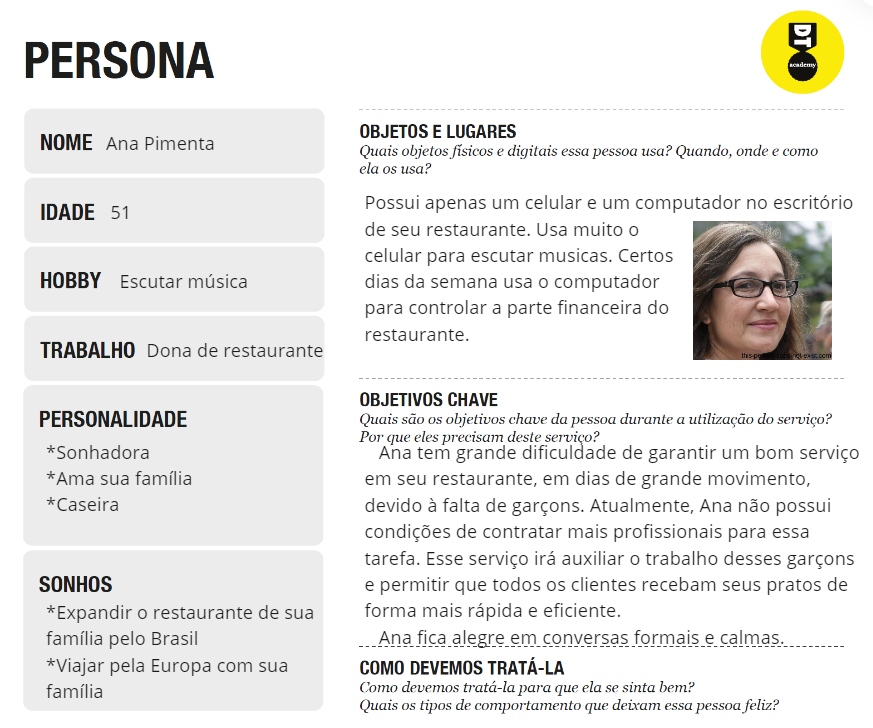 PERSONA
DT
academy
NOME Ana Pimenta
IDADE 51
HOBBY Escutar música
TRABALHO Dona de restaurante
PERSONALIDADE
*Sonhadora
*Ama sua família
*Caseira
SONHOS
*Expandir o restaurante de sua
família pelo Brasil
*Viajar pela Europa com sua
família
OBJETOS E LUGARES
Quais objetos físicos e digitais essa pessoa usa? Quando, onde e como
ela os usa?
Possui apenas um celular e um computador no escritório
de seu restaurante. Usa muito o
celular para escutar musicas. Certos
dias da semana usa o computador
para controlar a parte financeira do
restaurante.
OBJETIVOS CHAVE
Quais são os objetivos chave da pessoa durante a utilização do serviço?
Por que eles precisam deste serviço?
Ana tem grande dificuldade de garantir um bom serviço
em seu restaurante, em dias de grande movimento,
devido à falta de garçons. Atualmente, Ana não possui
condições de contratar mais profissionais para essa
tarefa. Esse serviço irá auxiliar o trabalho desses garçons
e permitir que todos os clientes recebam seus pratos de
forma mais rápida e eficiente.
Ana fica alegre em conversas formais e calmas.
COMO DEVEMOS TRATÁ-LA
Como devemos tratá-la para que ela se sinta bem?
Quais os tipos de comportamento que deixam essa pessoa feliz?